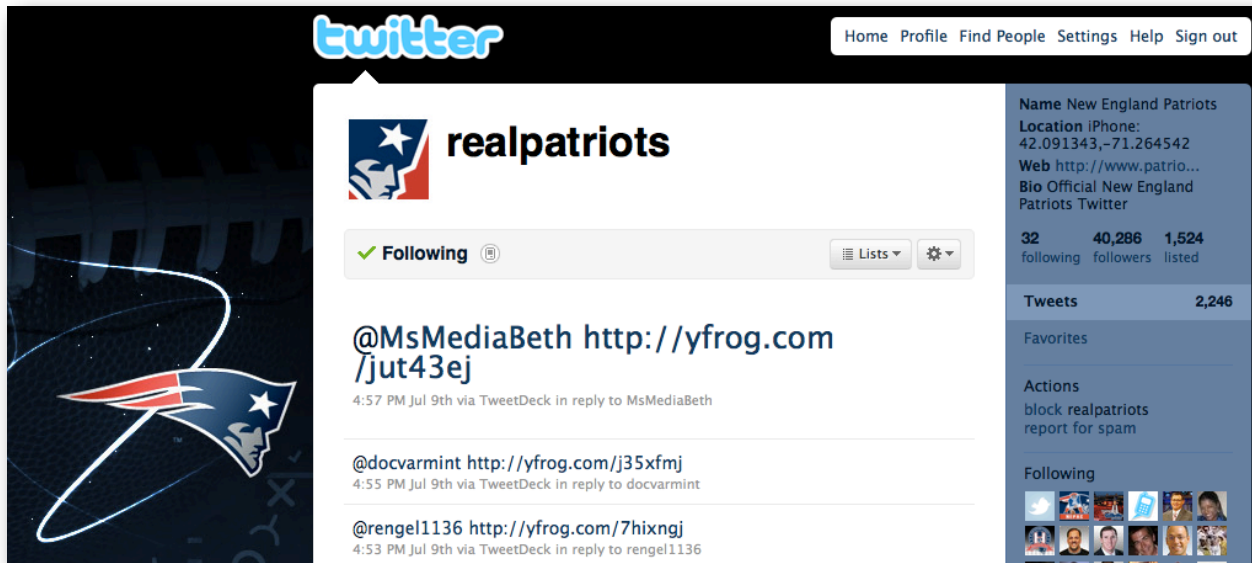 twitter
Home Profile Find People Settings Help Sign out
realpatriots
Following
Lists
@MsMediaBeth http://yfrog.com
/jut43ej
4:57 PM Jul 9th via TweetDeck in reply to MsMediaBeth
@docvarmint http://yfrog.com/j35xfmj
4:55 PM Jul 9th via TweetDeck in reply to docvarmint
@rengel1136 http://yfrog.com/7hixngj
4:53 PM Jul 9th via TweetDeck in reply to rengel1136
Name New England Patriots
Location iPhone:
42.091343,-71.264542
Web http://www.patrio...
Bio Official New England
Patriots Twitter
32 40,286 1,524
following followers listed
Tweets 2,246
Favorites
Actions
block realpatriots
report for spam
Following
TM